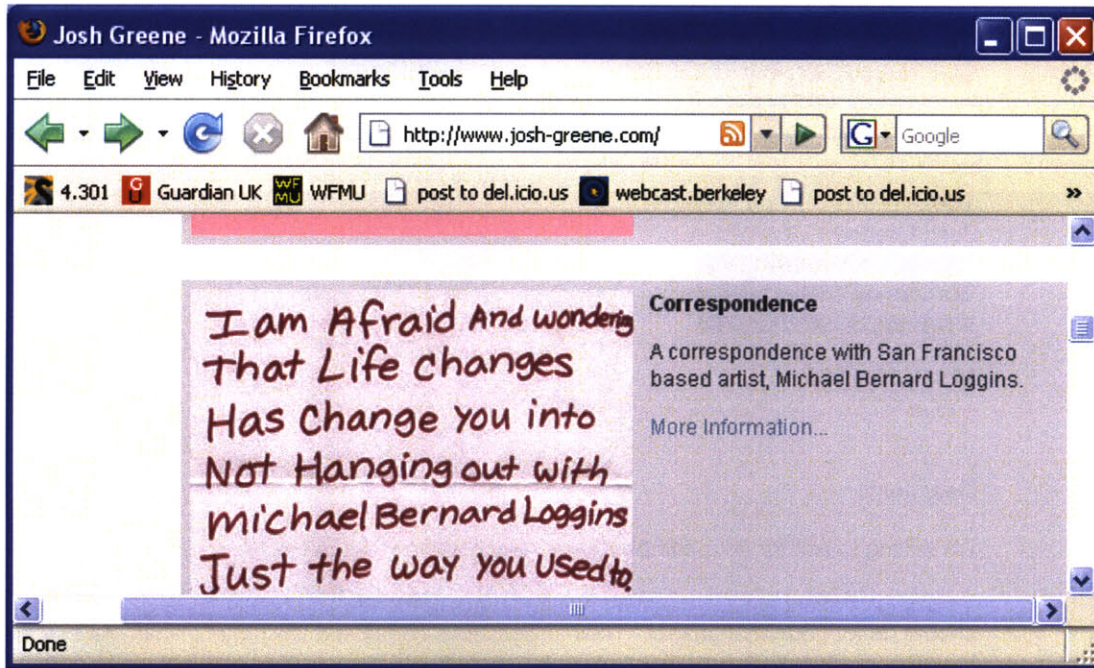 Josh Greene - Mozilla Firefox
File Edit View History Bookmarks Tools Help
http://www.josh-greene.com/ G Google
4.301 GU Guardian UK WFMU WFMU post to del.icio.us webcast.berkeley post to del.icio.us »
I am Afraid And wondering
That Life changes
Has Change you into
Not Hanging out with
Michael Bernard Loggins
Just the way you used to.
Correspondence
A correspondence with San Francisco
based artist, Michael Bernard Loggins.
More Information...
Done